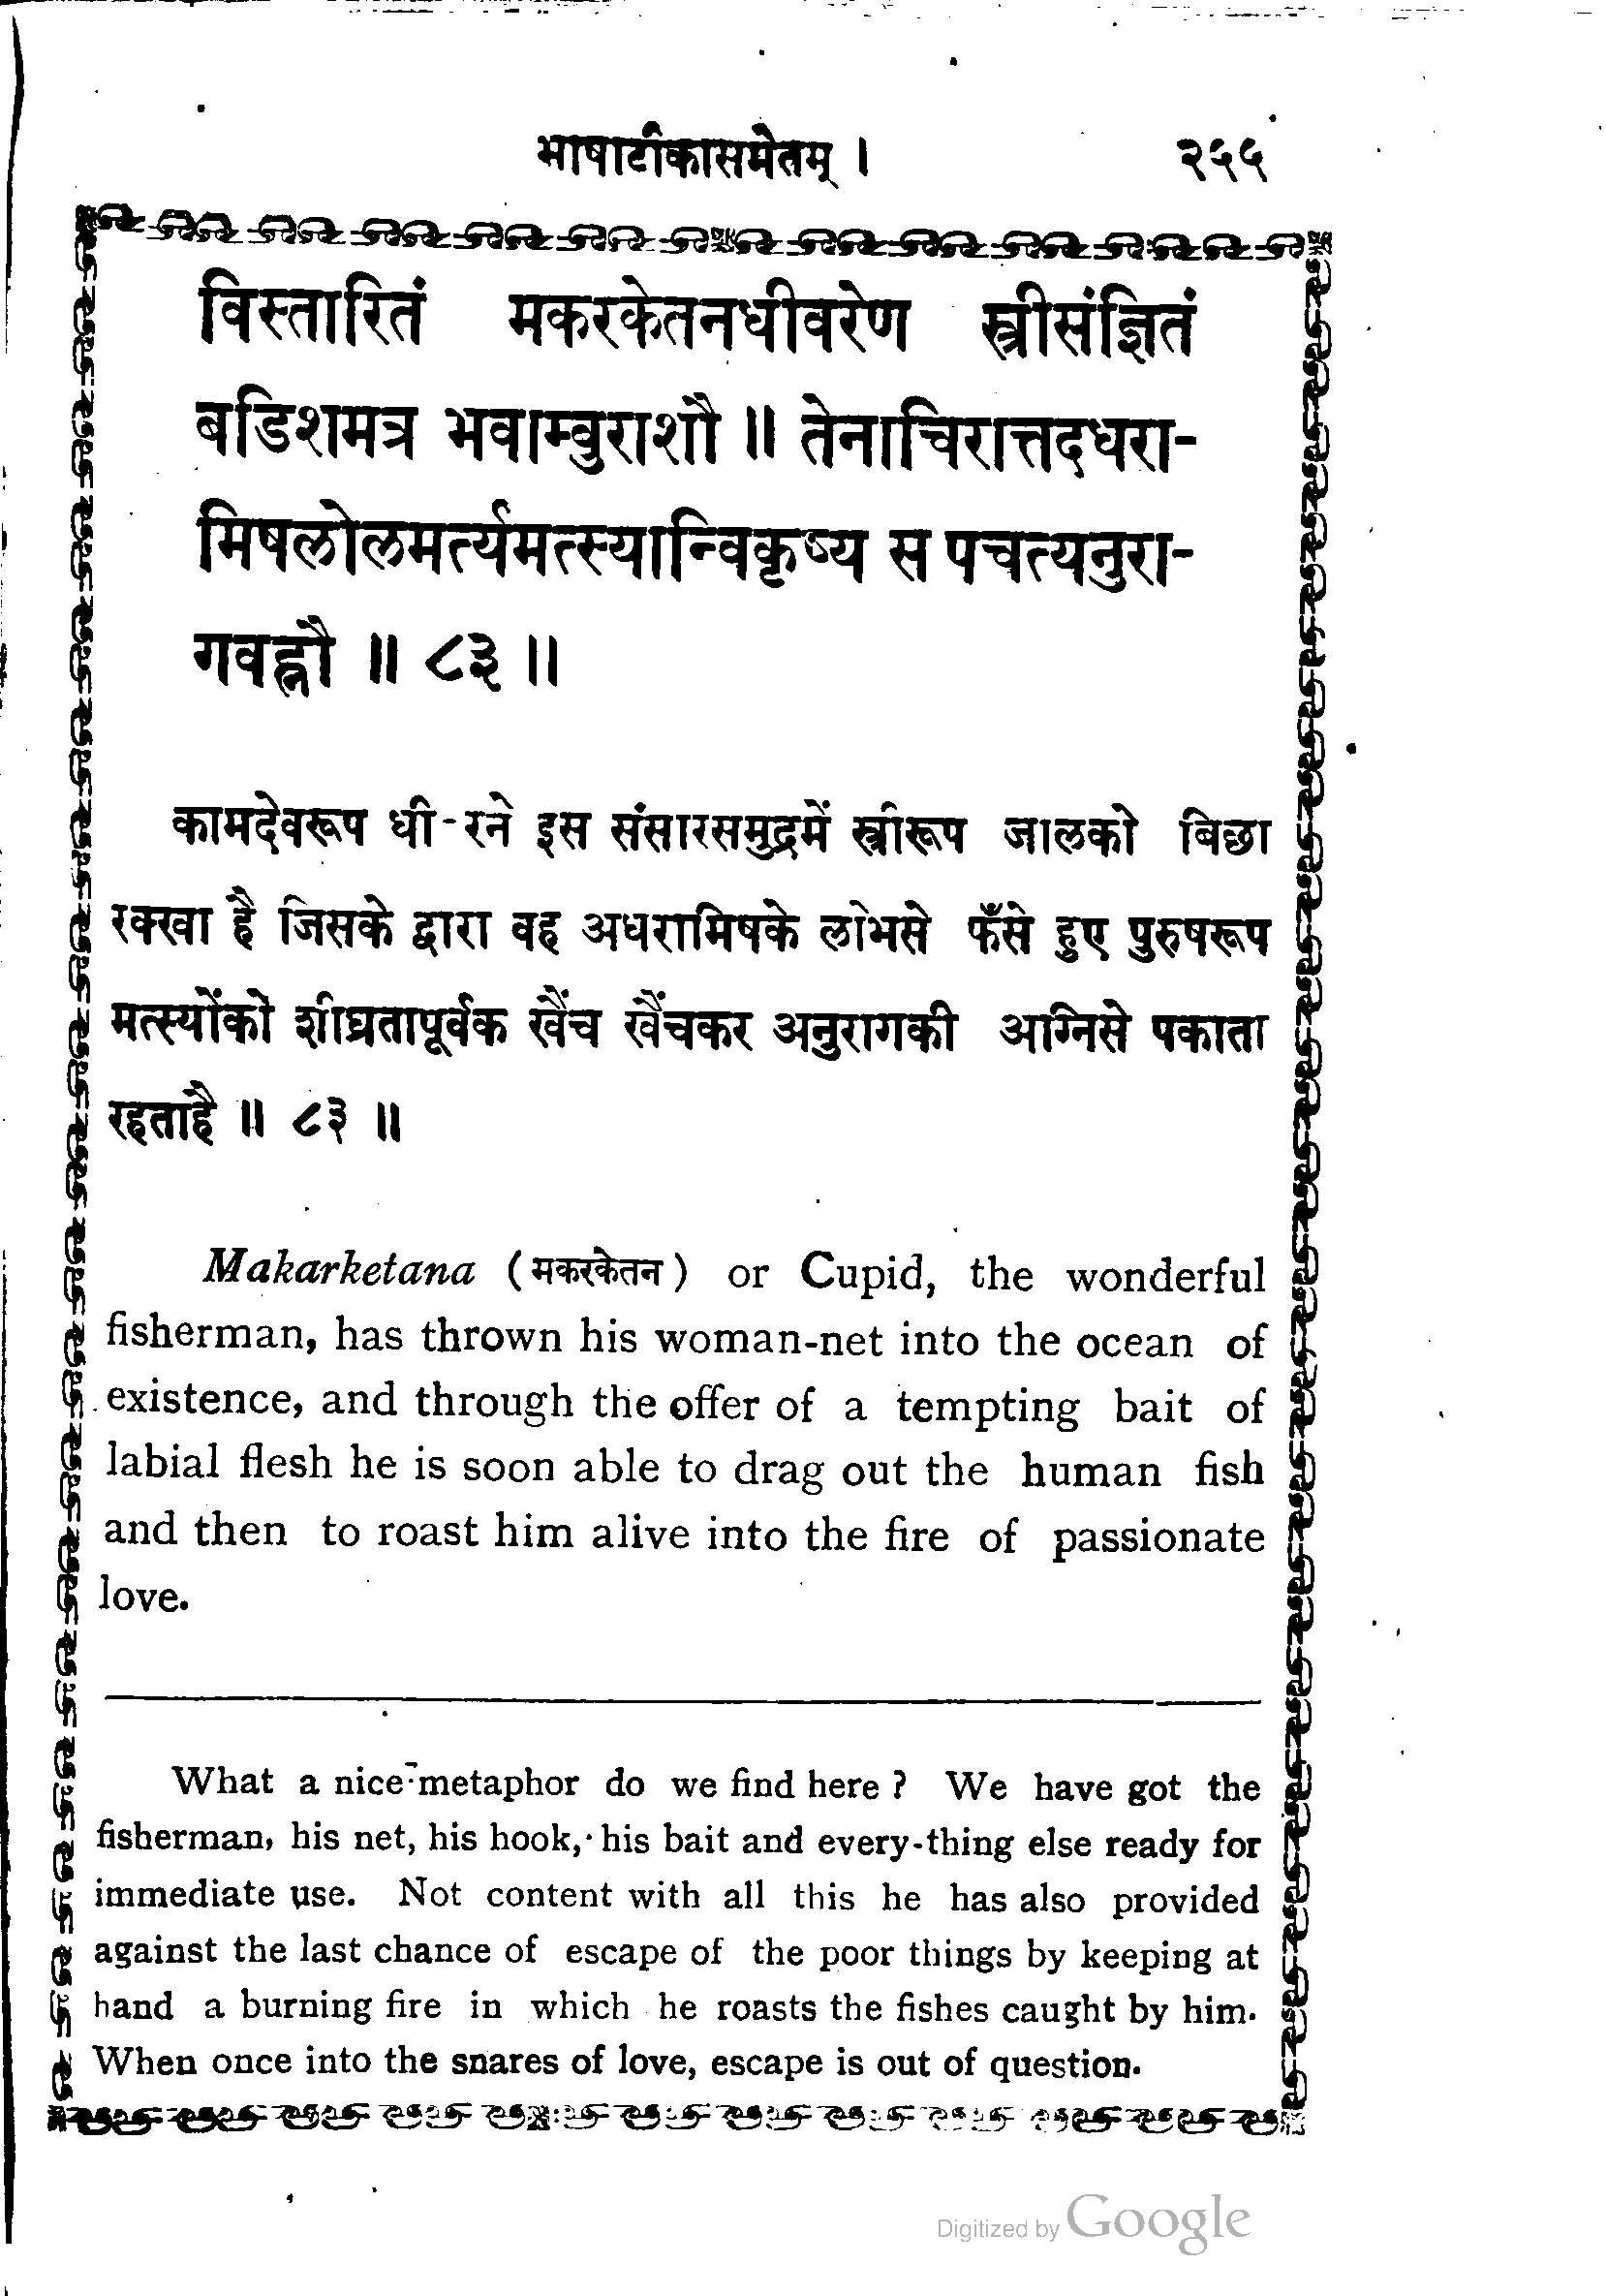 भाषाटीकासमेतम् । २५५
विस्तारितं मकरकेतनधीवरेण स्त्रीसंज्ञितं
बडिशमत्र भवाम्बुराशौ ॥ तेनाचिरात्तदधरा-
मिषलोलमर्त्यमत्स्यान्विकृष्य स पचत्यनुरा-
गवह्नौ ॥ ८३ ॥
कामदेवरूप धी-रने इस संसारसमुद्रमें स्त्रीरूप जालको बिछा
रक्खा है जिसके द्वारा वह अधरामिषके लोभसे फँसे हुए पुरुषरूप
मत्स्योंको शीघ्रतापूर्वक खैंच खैंचकर अनुरागकी अग्निसे पकाता
रहताहै ॥ ८३ ॥
Makarketana (मकरकेतन) or Cupid, the wonderful
fisherman, has thrown his woman-net into the ocean of
existence, and through the offer of a tempting bait of
labial flesh he is soon able to drag out the human fish
and then to roast him alive into the fire of passionate
love.
What a nice metaphor do we find here ? We have got the
fisherman, his net, his hook, his bait and every-thing else ready for
immediate use. Not content with all this he has also provided
against the last chance of escape of the poor things by keeping at
hand a burning fire in which he roasts the fishes caught by him.
When once into the snares of love, escape is out of question.
Digitized by Google